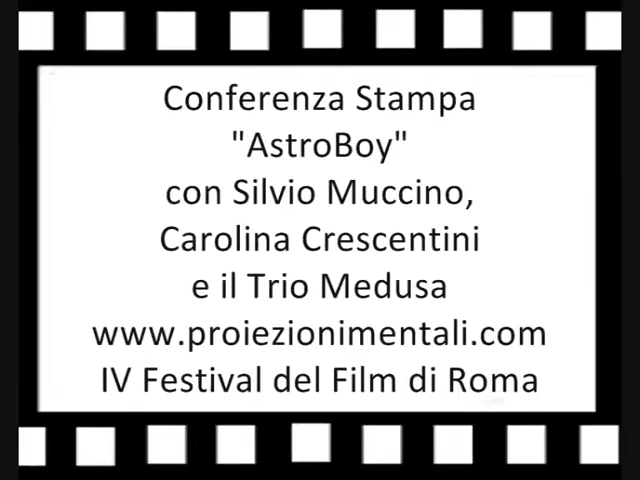 Conferenza Stampa
"AstroBoy"
con Silvio Muccino,
Carolina Crescentini
e il Trio Medusa
www.proiezionimentali.com
IV Festival del Film di Roma